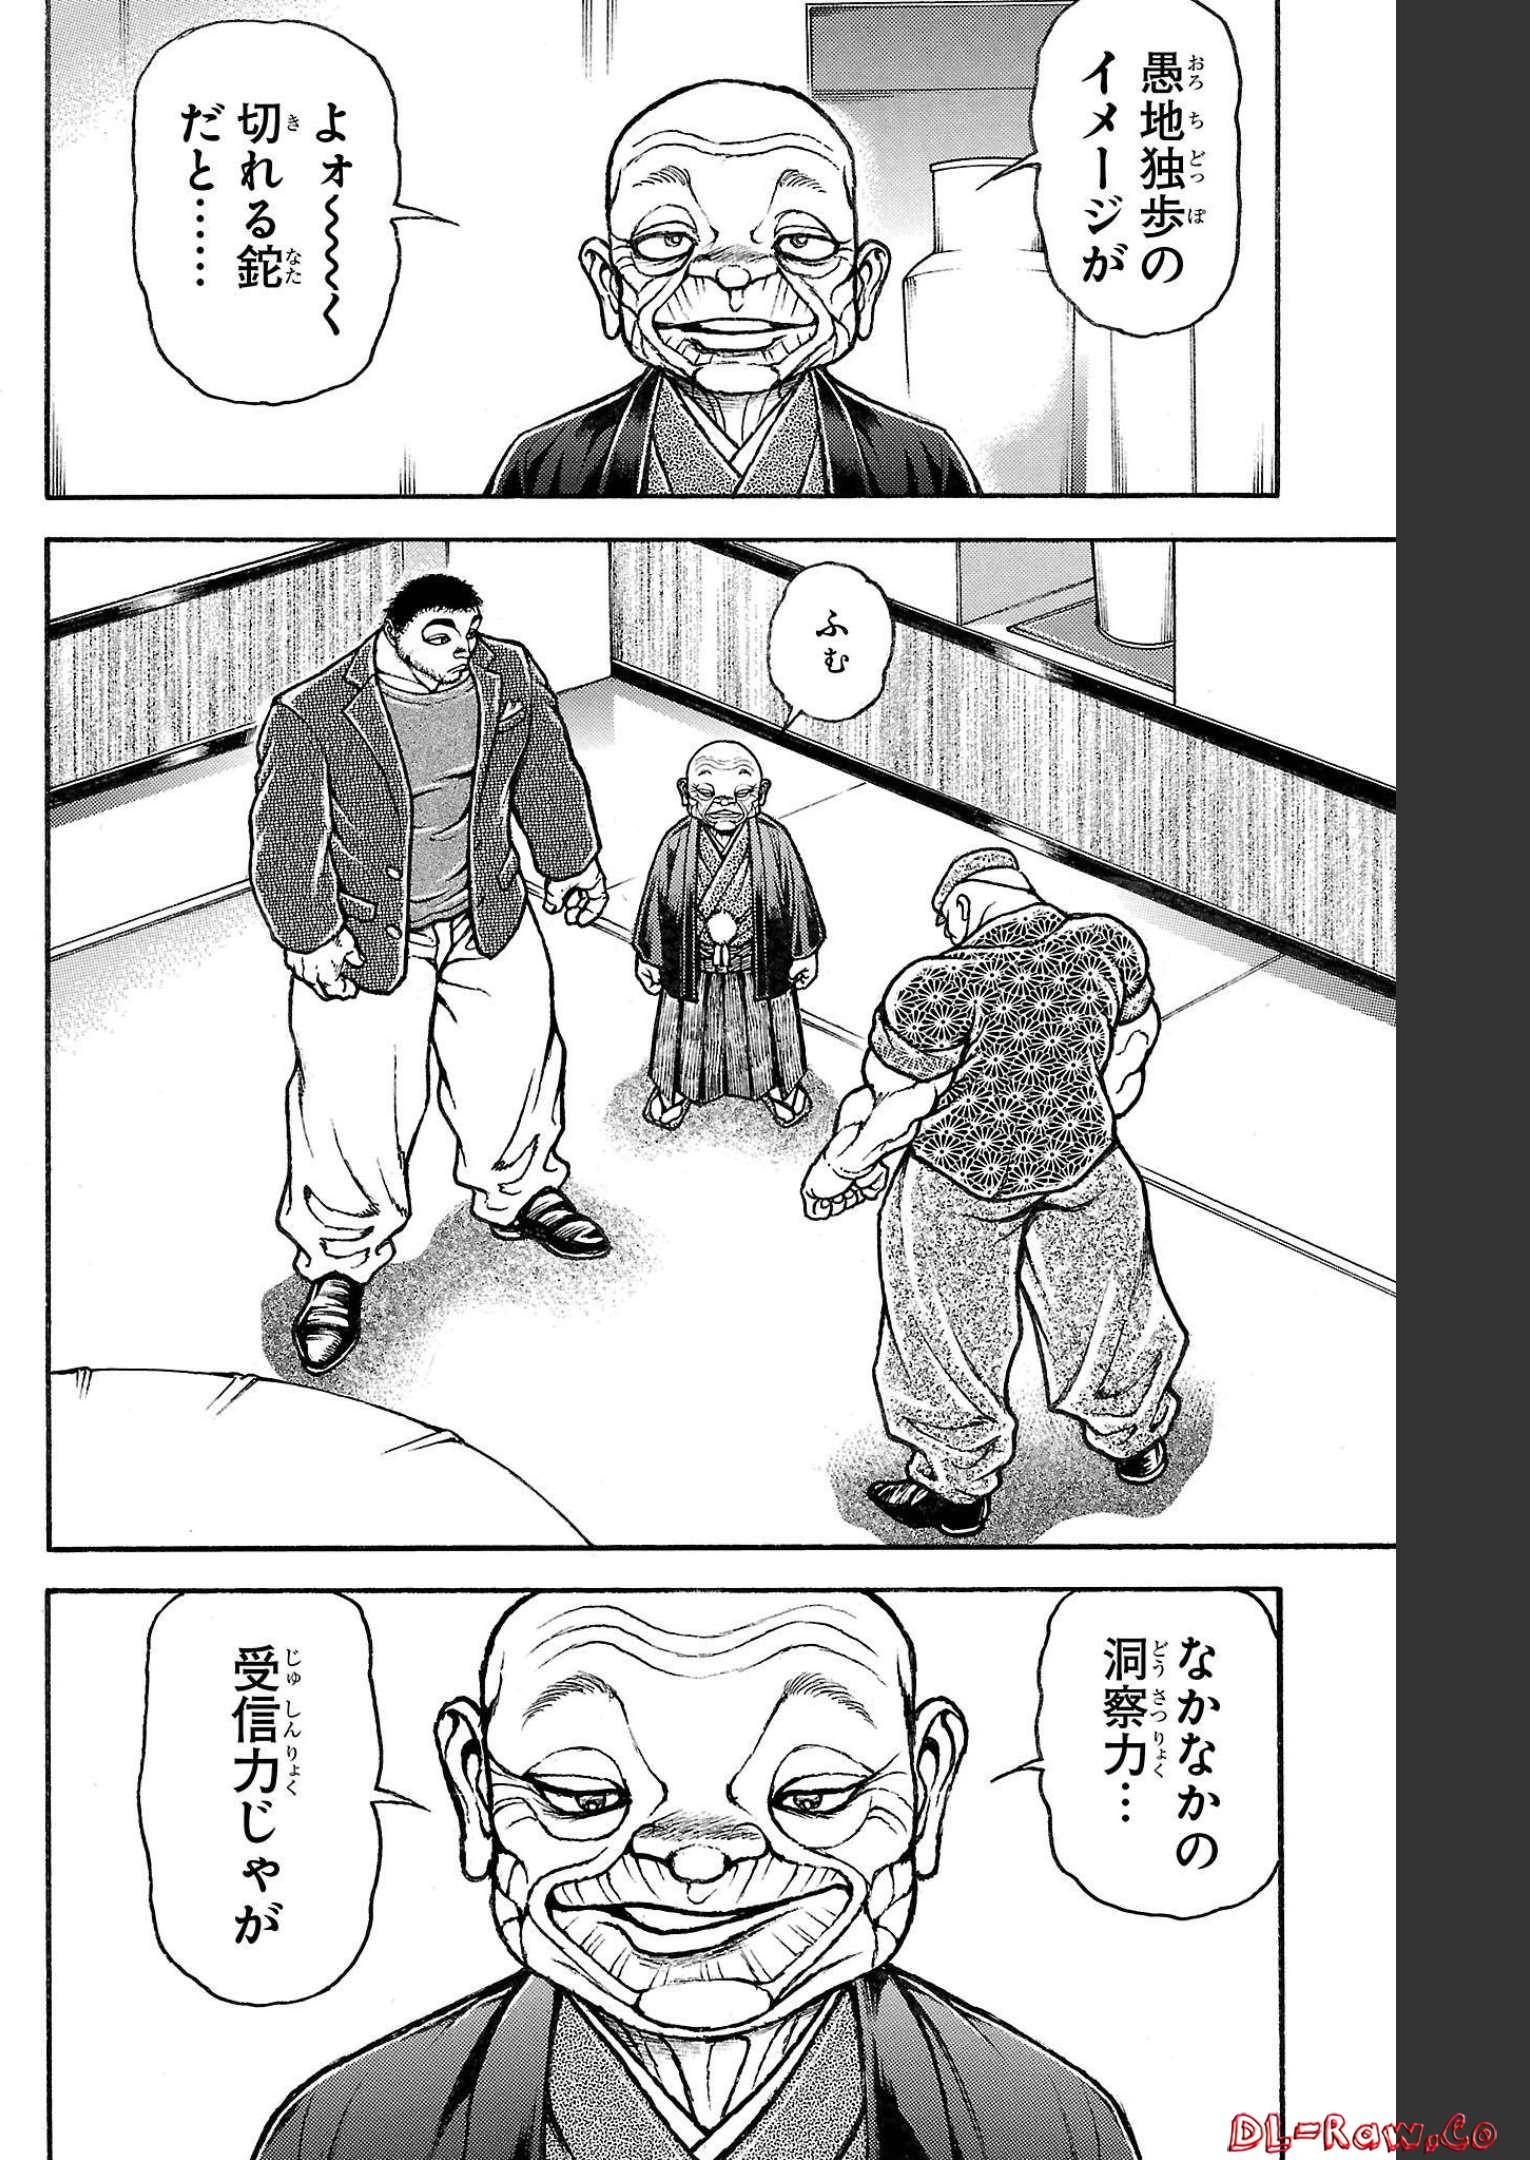 愚地独歩の
イメージが
よォ〜〜〜く
切れる鉈
だと……
ふむ
なかなかの
洞察力…
受信力じゃが
DL-Raw.Co